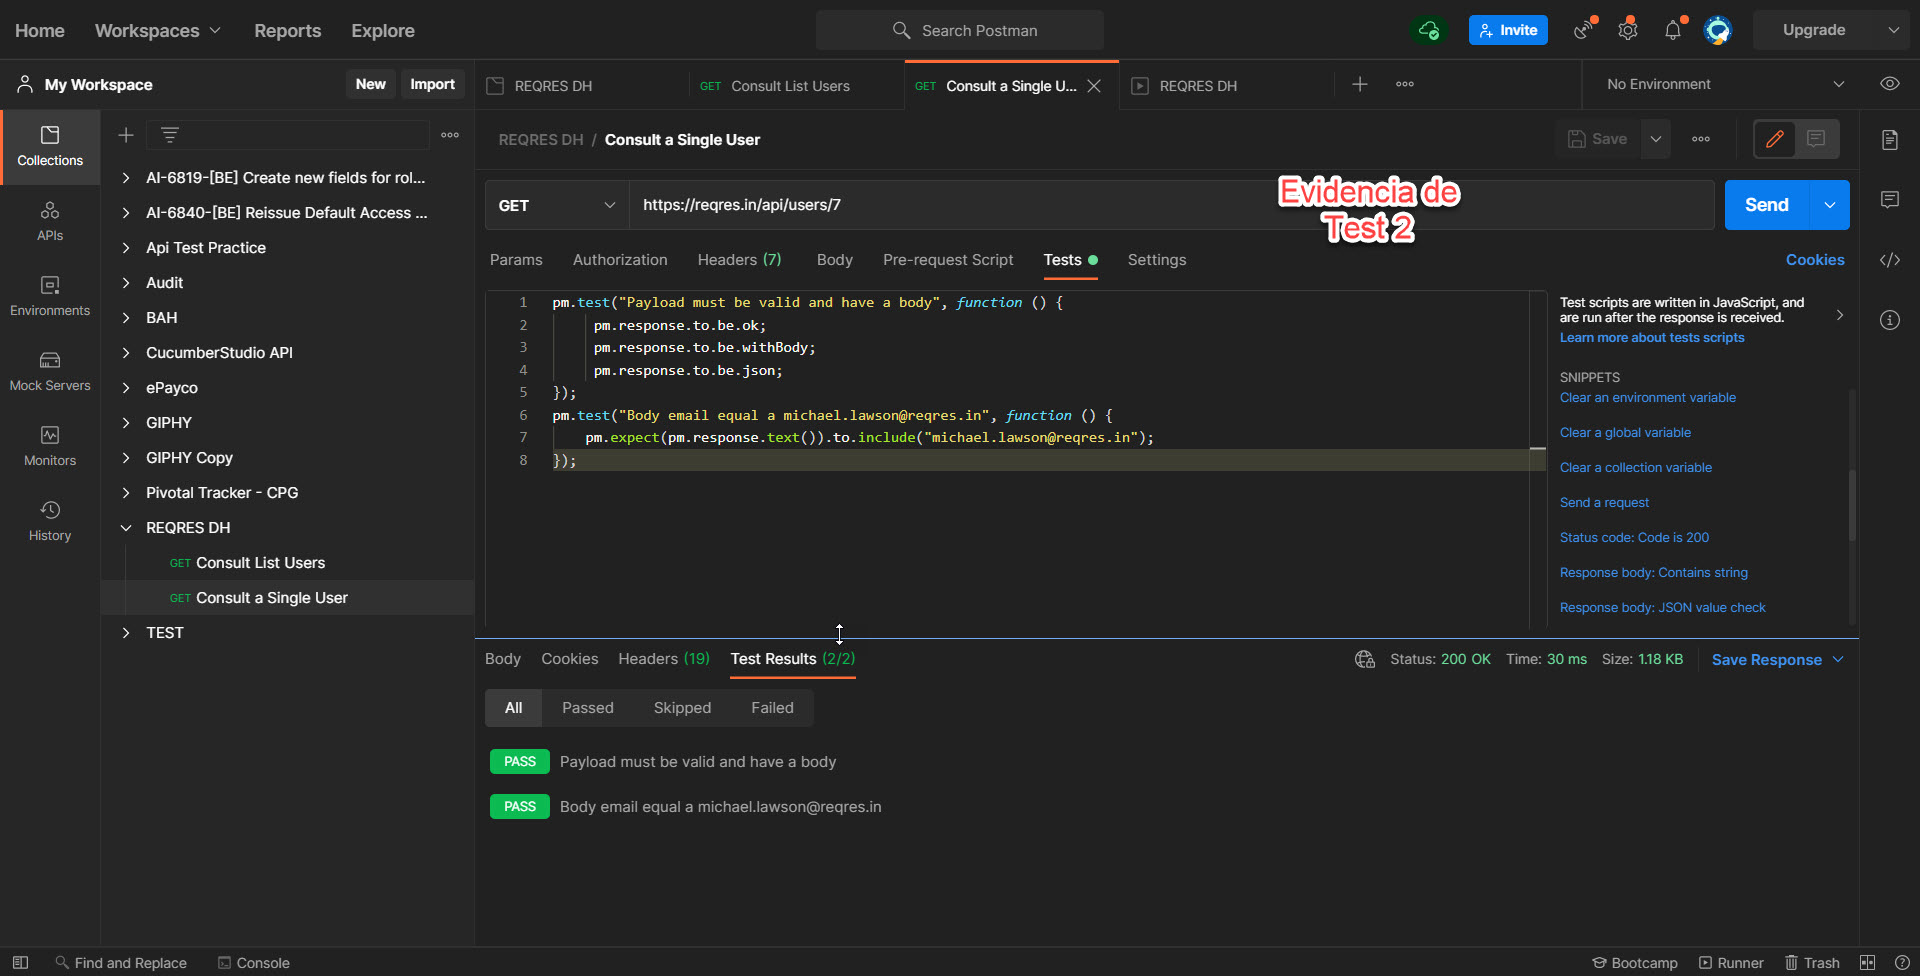 Home Workspaces Reports Explore
Search Postman
Invite
Upgrade
My Workspace
New Import
REQRES DH
GET Consult List Users
GET Consult a Single U...
REQRES DH
No Environment
Collections
APIs
Environments
Mock Servers
Monitors
History
AI-6819-[BE] Create new fields for rol...
AI-6840-[BE] Reissue Default Access ...
Api Test Practice
Audit
BAH
CucumberStudio API
ePayco
GIPHY
GIPHY Copy
Pivotal Tracker - CPG
REQRES DH
GET Consult List Users
GET Consult a Single User
TEST
REQRES DH / Consult a Single User
Save
GET
https://reqres.in/api/users/7
Evidencia de
Test 2
Send
Params Authorization Headers (7) Body Pre-request Script Tests Settings
Cookies
1 pm.test("Payload must be valid and have a body", function () {
2 pm.response.to.be.ok;
3 pm.response.to.be.withBody;
4 pm.response.to.be.json;
5 });
6 pm.test("Body email equal a michael.lawson@reqres.in", function () {
7 pm.expect(pm.response.text()).to.include("michael.lawson@reqres.in");
8 });
Test scripts are written in JavaScript, and
are run after the response is received.
Learn more about tests scripts
SNIPPETS
Clear an environment variable
Clear a global variable
Clear a collection variable
Send a request
Status code: Code is 200
Response body: Contains string
Response body: JSON value check
Body Cookies Headers (19) Test Results (2/2)
Status: 200 OK Time: 30 ms Size: 1.18 KB Save Response
All Passed Skipped Failed
PASS Payload must be valid and have a body
PASS Body email equal a michael.lawson@reqres.in
Find and Replace Console
Bootcamp Runner Trash